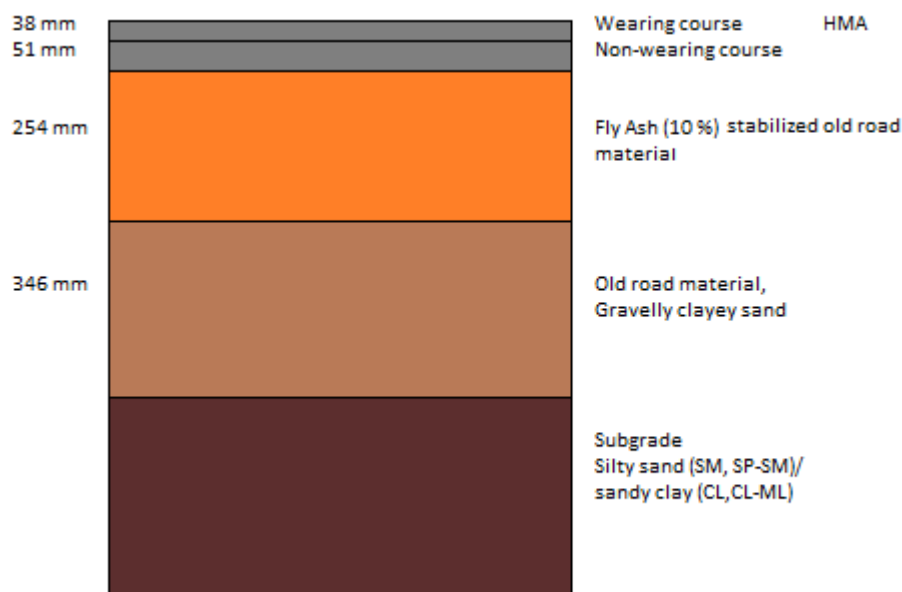 38 mm Wearing course HMA
51 mm Non-wearing course
254 mm Fly Ash (10 %) stabilized old road
material
346 mm Old road material,
Gravelly clayey sand
Subgrade
Silty sand (SM, SP-SM)/
sandy clay (CL,CL-ML)